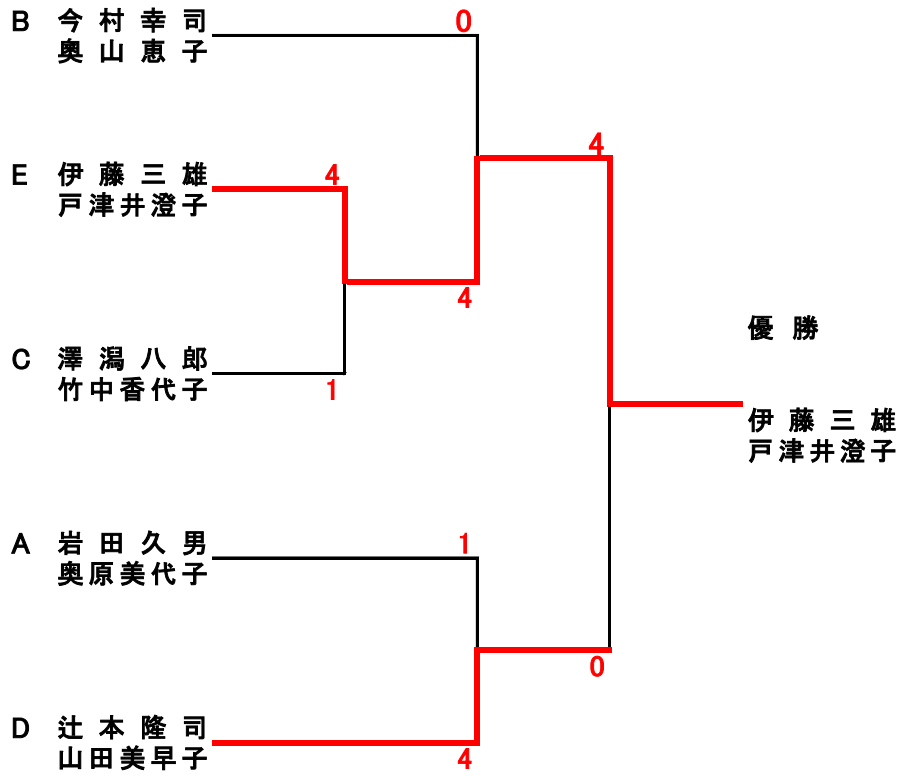 B 今村幸司 0
奥山恵子
4
E 伊藤三雄 4
戸津井澄子
4
優勝
C 澤潟八郎
竹中香代子 1
伊藤三雄
戸津井澄子
A 岩田久男 1
奥原美代子
0
D 辻本隆司
山田美早子 4